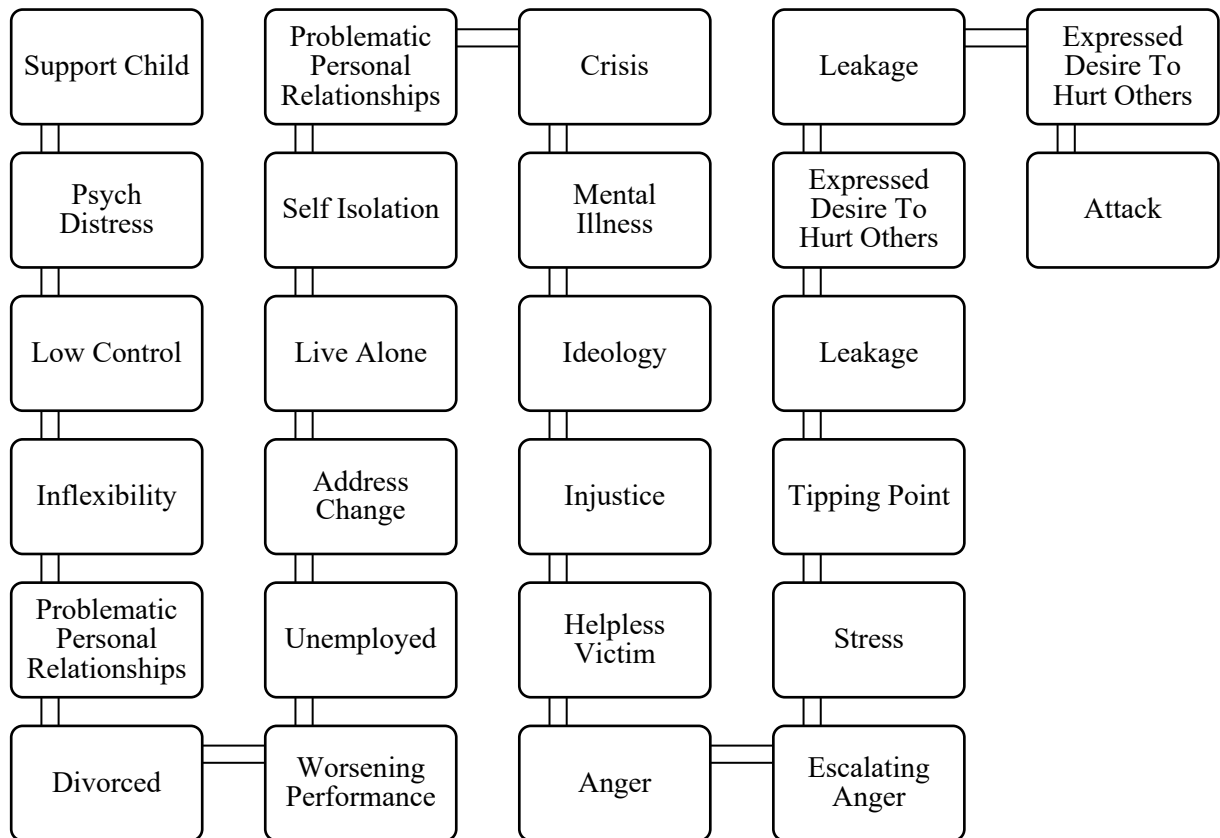 Support Child
Psych
Distress
Low Control
Inflexibility
Problematic
Personal
Relationships
Divorced
Worsening
Performance
Unemployed
Address
Change
Live Alone
Self Isolation
Problematic
Personal
Relationships
Crisis
Mental
Illness
Ideology
Injustice
Helpless
Victim
Anger
Escalating
Anger
Stress
Tipping Point
Leakage
Expressed
Desire To
Hurt Others
Leakage
Expressed
Desire To
Hurt Others
Attack